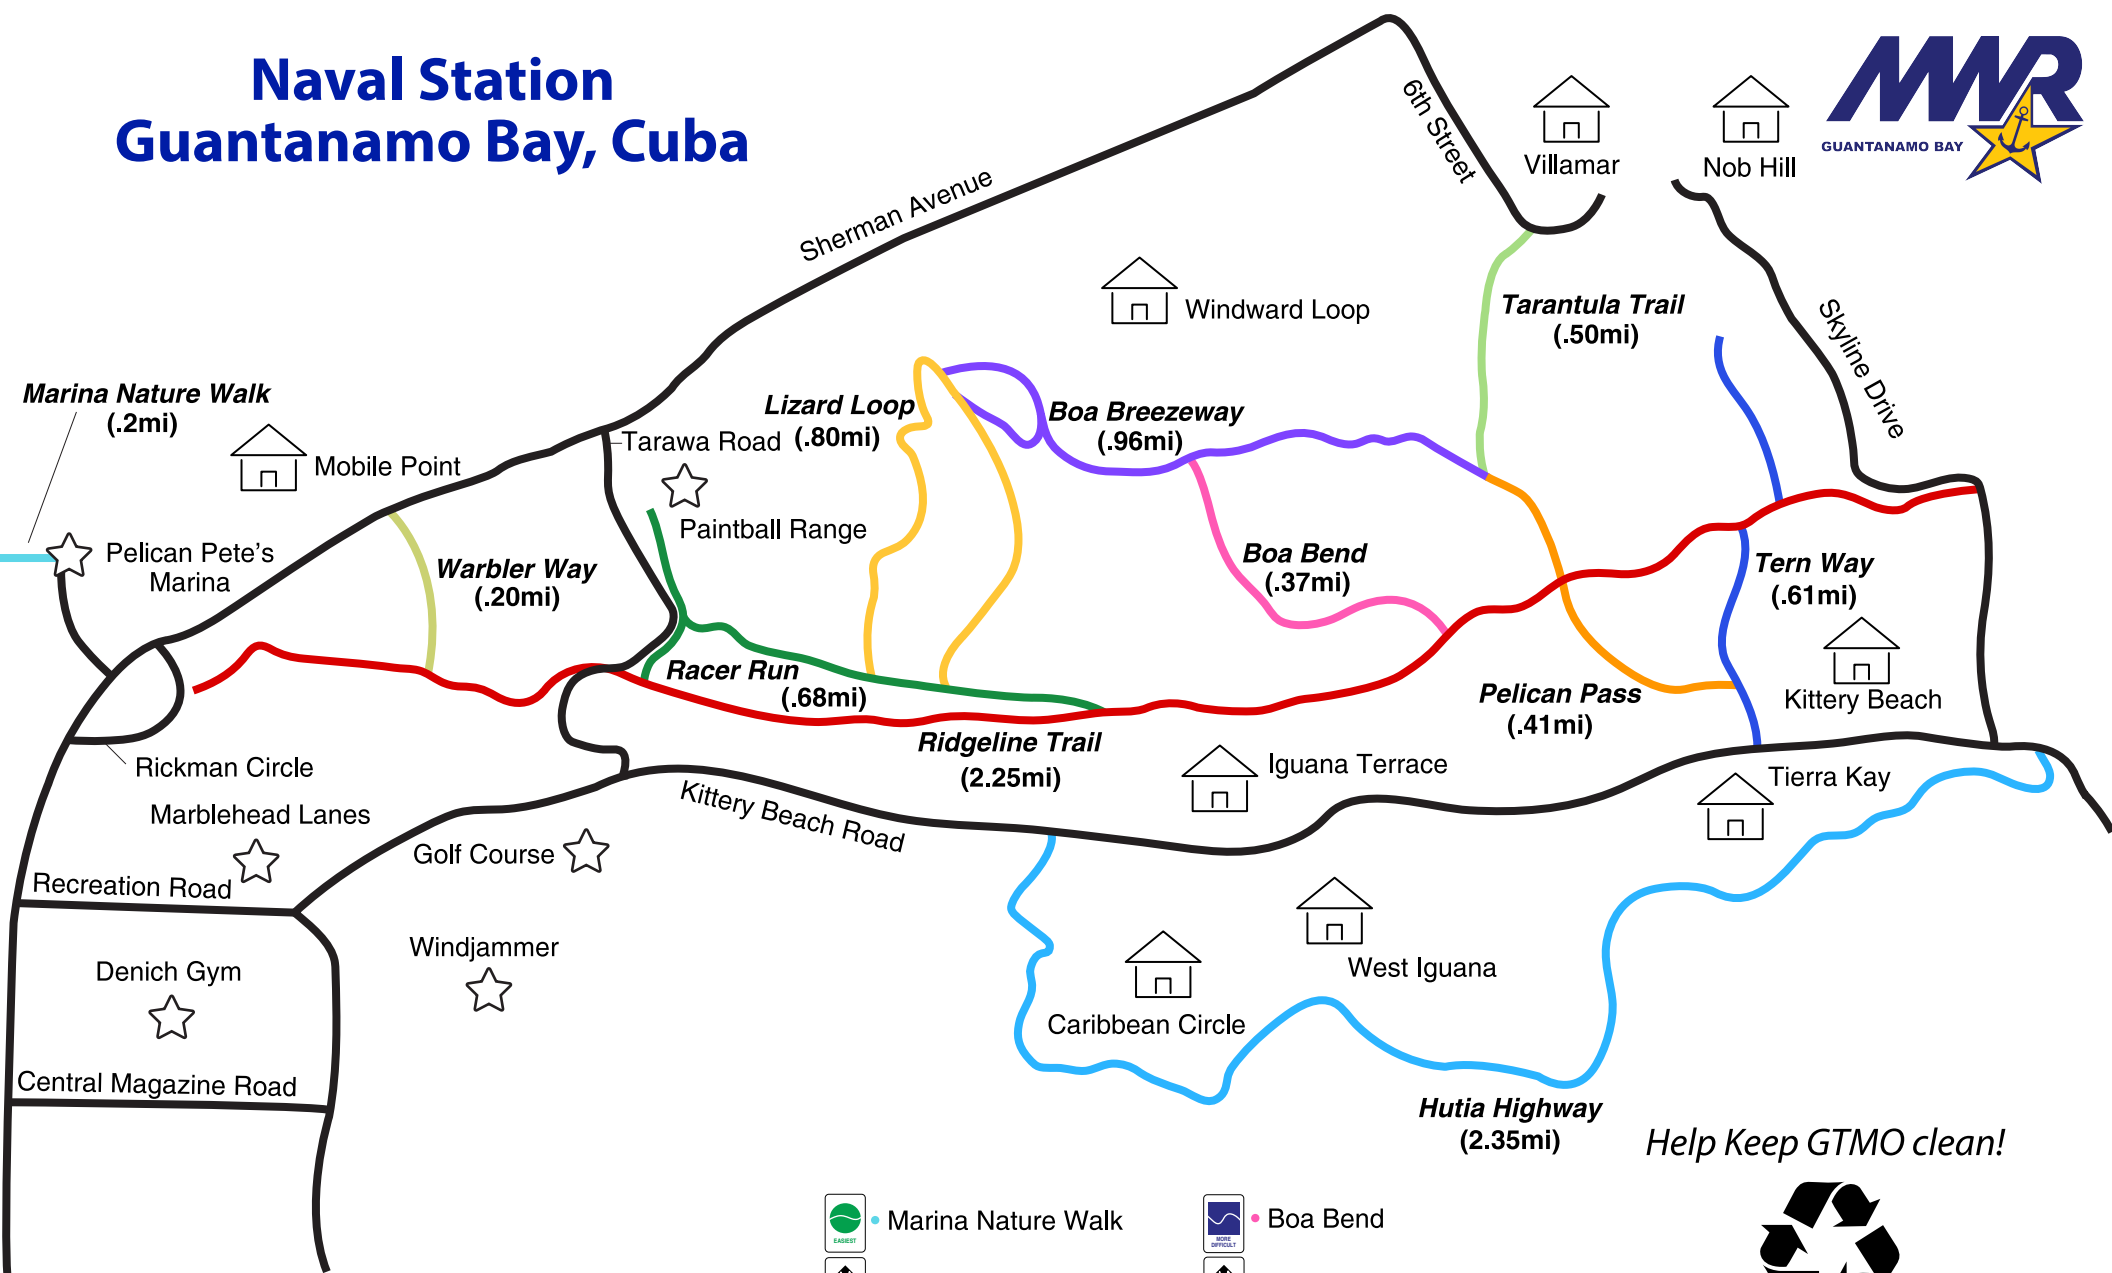 Naval Station
Guantanamo Bay, Cuba
MWR
GUANTANAMO BAY
6th Street
Villamar
Nob Hill
Sherman Avenue
Windward Loop
Tarantula Trail
(.50mi)
Skyline Drive
Marina Nature Walk
(.2mi)
Mobile Point
Tarawa Road
Lizard Loop
(.80mi)
Boa Breezeway
(.96mi)
Paintball Range
Pelican Pete's
Marina
Warbler Way
(.20mi)
Boa Bend
(.37mi)
Tern Way
(.61mi)
Racer Run
(.68mi)
Pelican Pass
(.41mi)
Kittery Beach
Ridgeline Trail
(2.25mi)
Rickman Circle
Iguana Terrace
Tierra Kay
Marblehead Lanes
Kittery Beach Road
Golf Course
Recreation Road
Windjammer
Denich Gym
West Iguana
Caribbean Circle
Central Magazine Road
Hutia Highway
(2.35mi)
Help Keep GTMO clean!
EASIEST
Marina Nature Walk
MORE
DIFFICULT
Boa Bend